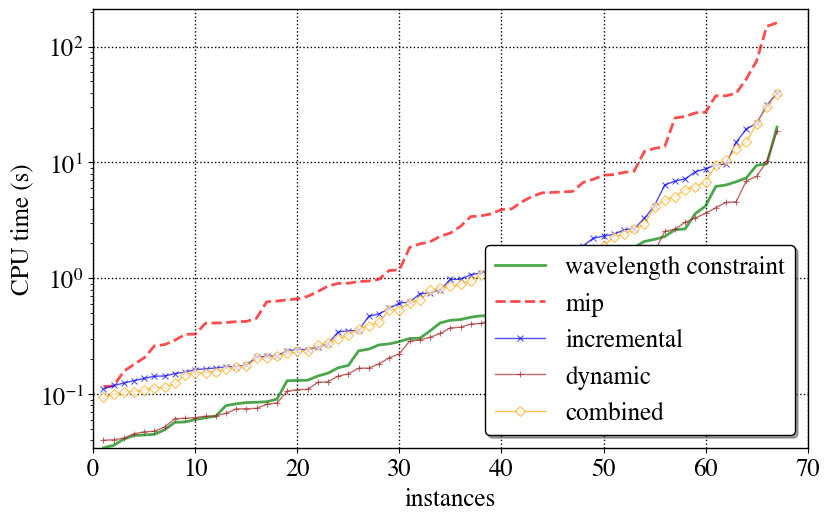 CPU time (s)
10²
10¹
10⁰
10⁻¹
wavelength constraint
mip
incremental
dynamic
combined
0 10 20 30 40 50 60 70
instances